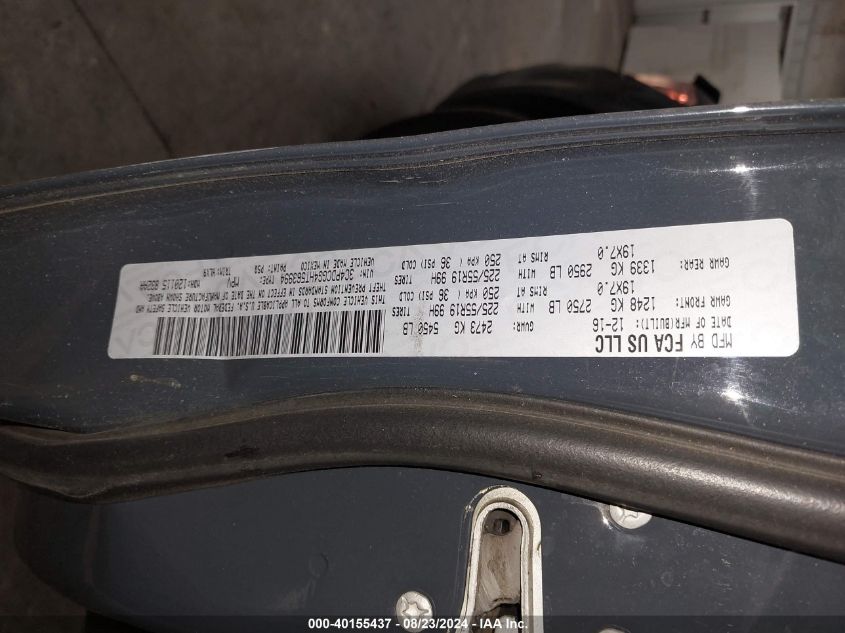 MFD BY FCA US LLC
DATE OF MFR(BUILT): 12-16 GVWR: 2473 KG 5450 LB
GAWR FRONT: 1248 KG 2750 LB WITH 225/55R19 99H TIRES
19X7.0 RIMS AT 250 KPA ( 36 PSI) COLD
GAWR REAR: 1339 KG 2950 LB WITH 225/55R19 99H TIRES
19X7.0 RIMS AT 250 KPA ( 36 PSI) COLD
THIS VEHICLE CONFORMS TO ALL APPLICABLE U.S.A.
FEDERAL MOTOR VEHICLE SAFETY AND
THEFT PREVENTION STANDARDS IN EFFECT ON THE DATE OF MANUFACTURE SHOWN ABOVE.
VIN: 3C4PDCGG4HT583994 TYPE: MPV MDH:
VEHICLE MADE IN MEXICO PAINT: TRIM:
000-40155437 - 08/23/2024 - IAA Inc.